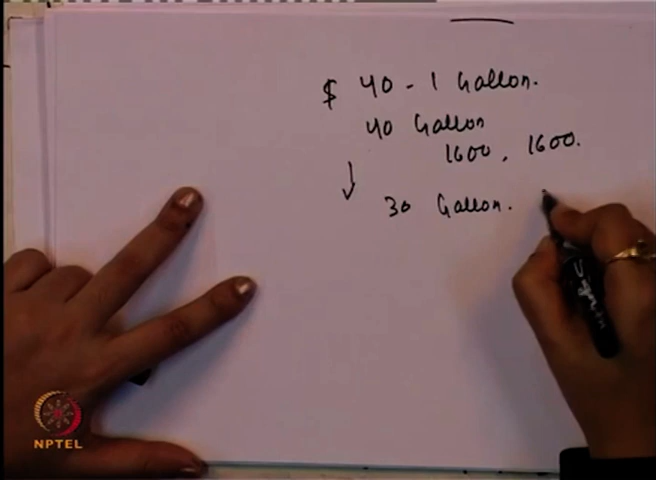 $ 40 - 1 Gallon.
40 Gallon
1600, 1600.
↓
30 Gallon.
NPTEL